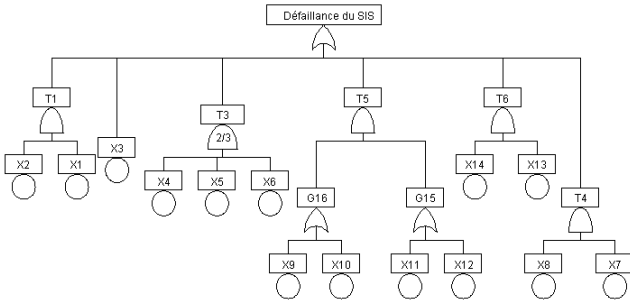 Défaillance du SIS
T1
T5
T6
T3
2/3
X3
X2
X1
X14
X13
X4
X5
X6
G16
G15
T4
X9
X10
X11
X12
X8
X7